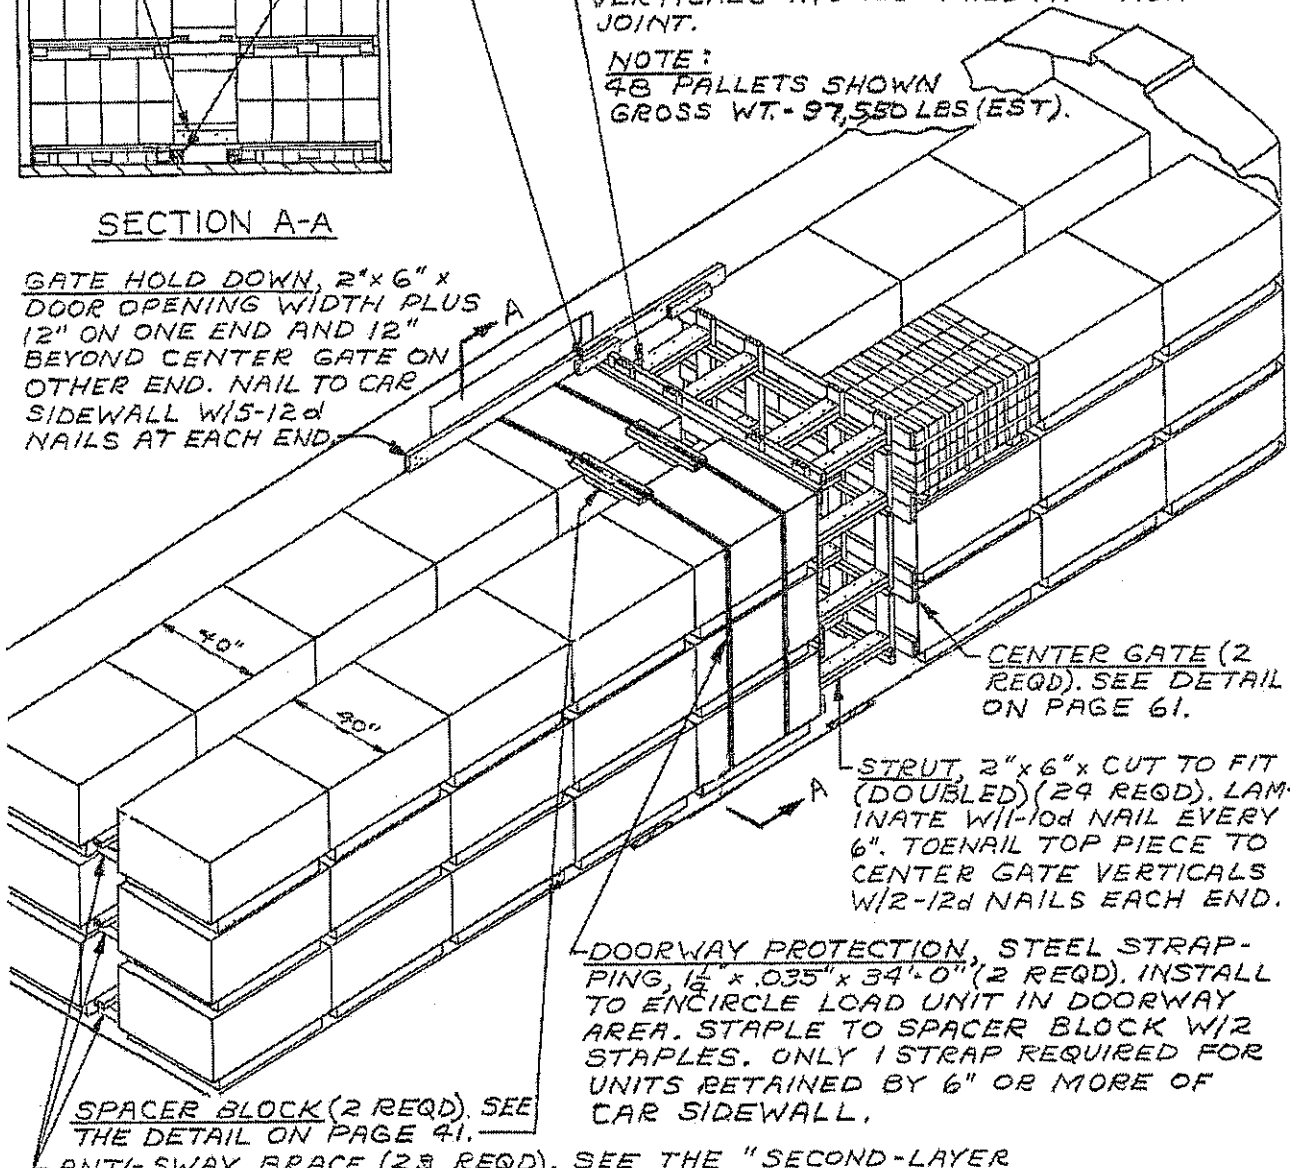 JOINT.
NOTE:
48 PALLETS SHOWN
GROSS WT.- 97,550 LBS (EST).
SECTION A-A
GATE HOLD DOWN, 2" x 6" x
DOOR OPENING WIDTH PLUS
12" ON ONE END AND 12"
BEYOND CENTER GATE ON
OTHER END. NAIL TO CAR
SIDEWALL W/5-12d
NAILS AT EACH END.
A
40"
40"
CENTER GATE (2
REQD). SEE DETAIL
ON PAGE 61.
A
STRUT, 2" x 6" x CUT TO FIT
(DOUBLED) (24 REQD). LAM-
INATE W/1-10d NAIL EVERY
6". TOENAIL TOP PIECE TO
CENTER GATE VERTICALS
W/2-12d NAILS EACH END.
DOORWAY PROTECTION, STEEL STRAP-
PING, 1¼" x .035" x 34'-0" (2 REQD). INSTALL
TO ENCIRCLE LOAD UNIT IN DOORWAY
AREA. STAPLE TO SPACER BLOCK W/2
STAPLES. ONLY 1 STRAP REQUIRED FOR
UNITS RETAINED BY 6" OR MORE OF
CAR SIDEWALL.
SPACER BLOCK (2 REQD). SEE
THE DETAIL ON PAGE 41.
ANTI-SWAY BRACE (28 REQD). SEE THE "SECOND-LAYER